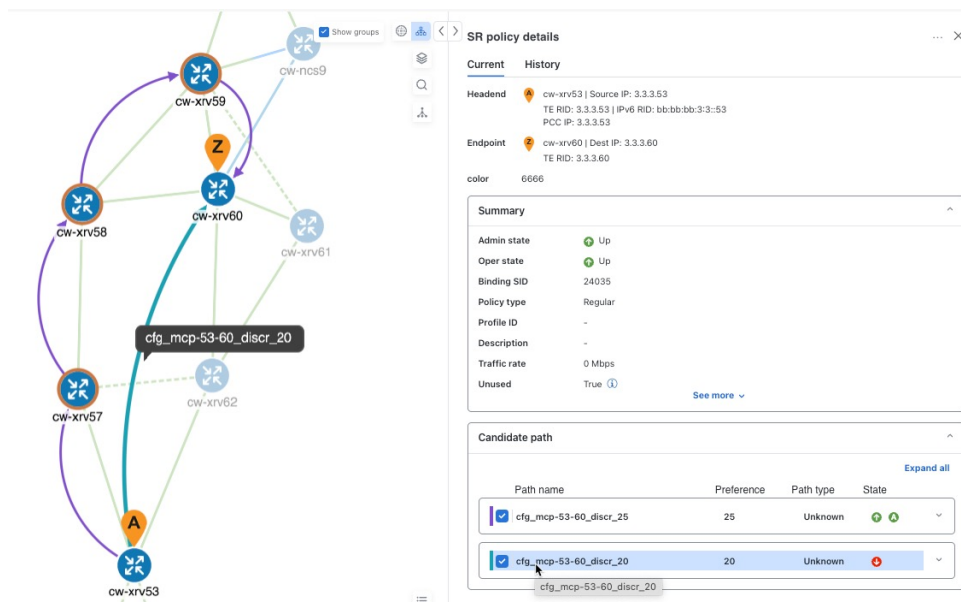 Show groups
cw-ncs9
cw-xrv59
Z
cw-xrv60
cw-xrv58
cw-xrv61
cfg_mcp-53-60_discr_20
cw-xrv62
cw-xrv57
A
cw-xrv53
SR policy details
Current History
Headend A cw-xrv53 | Source IP: 3.3.3.53
TE RID: 3.3.3.53 | IPv6 RID: bb:bb:bb:3:3::53
PCC IP: 3.3.3.53
Endpoint Z cw-xrv60 | Dest IP: 3.3.3.60
TE RID: 3.3.3.60
color 6666
Summary
Admin state Up
Oper state Up
Binding SID 24035
Policy type Regular
Profile ID -
Description -
Traffic rate 0 Mbps
Unused True
See more
Candidate path
Expand all
Path name Preference Path type State
cfg_mcp-53-60_discr_25 25 Unknown A
cfg_mcp-53-60_discr_20 20 Unknown
cfg_mcp-53-60_discr_20